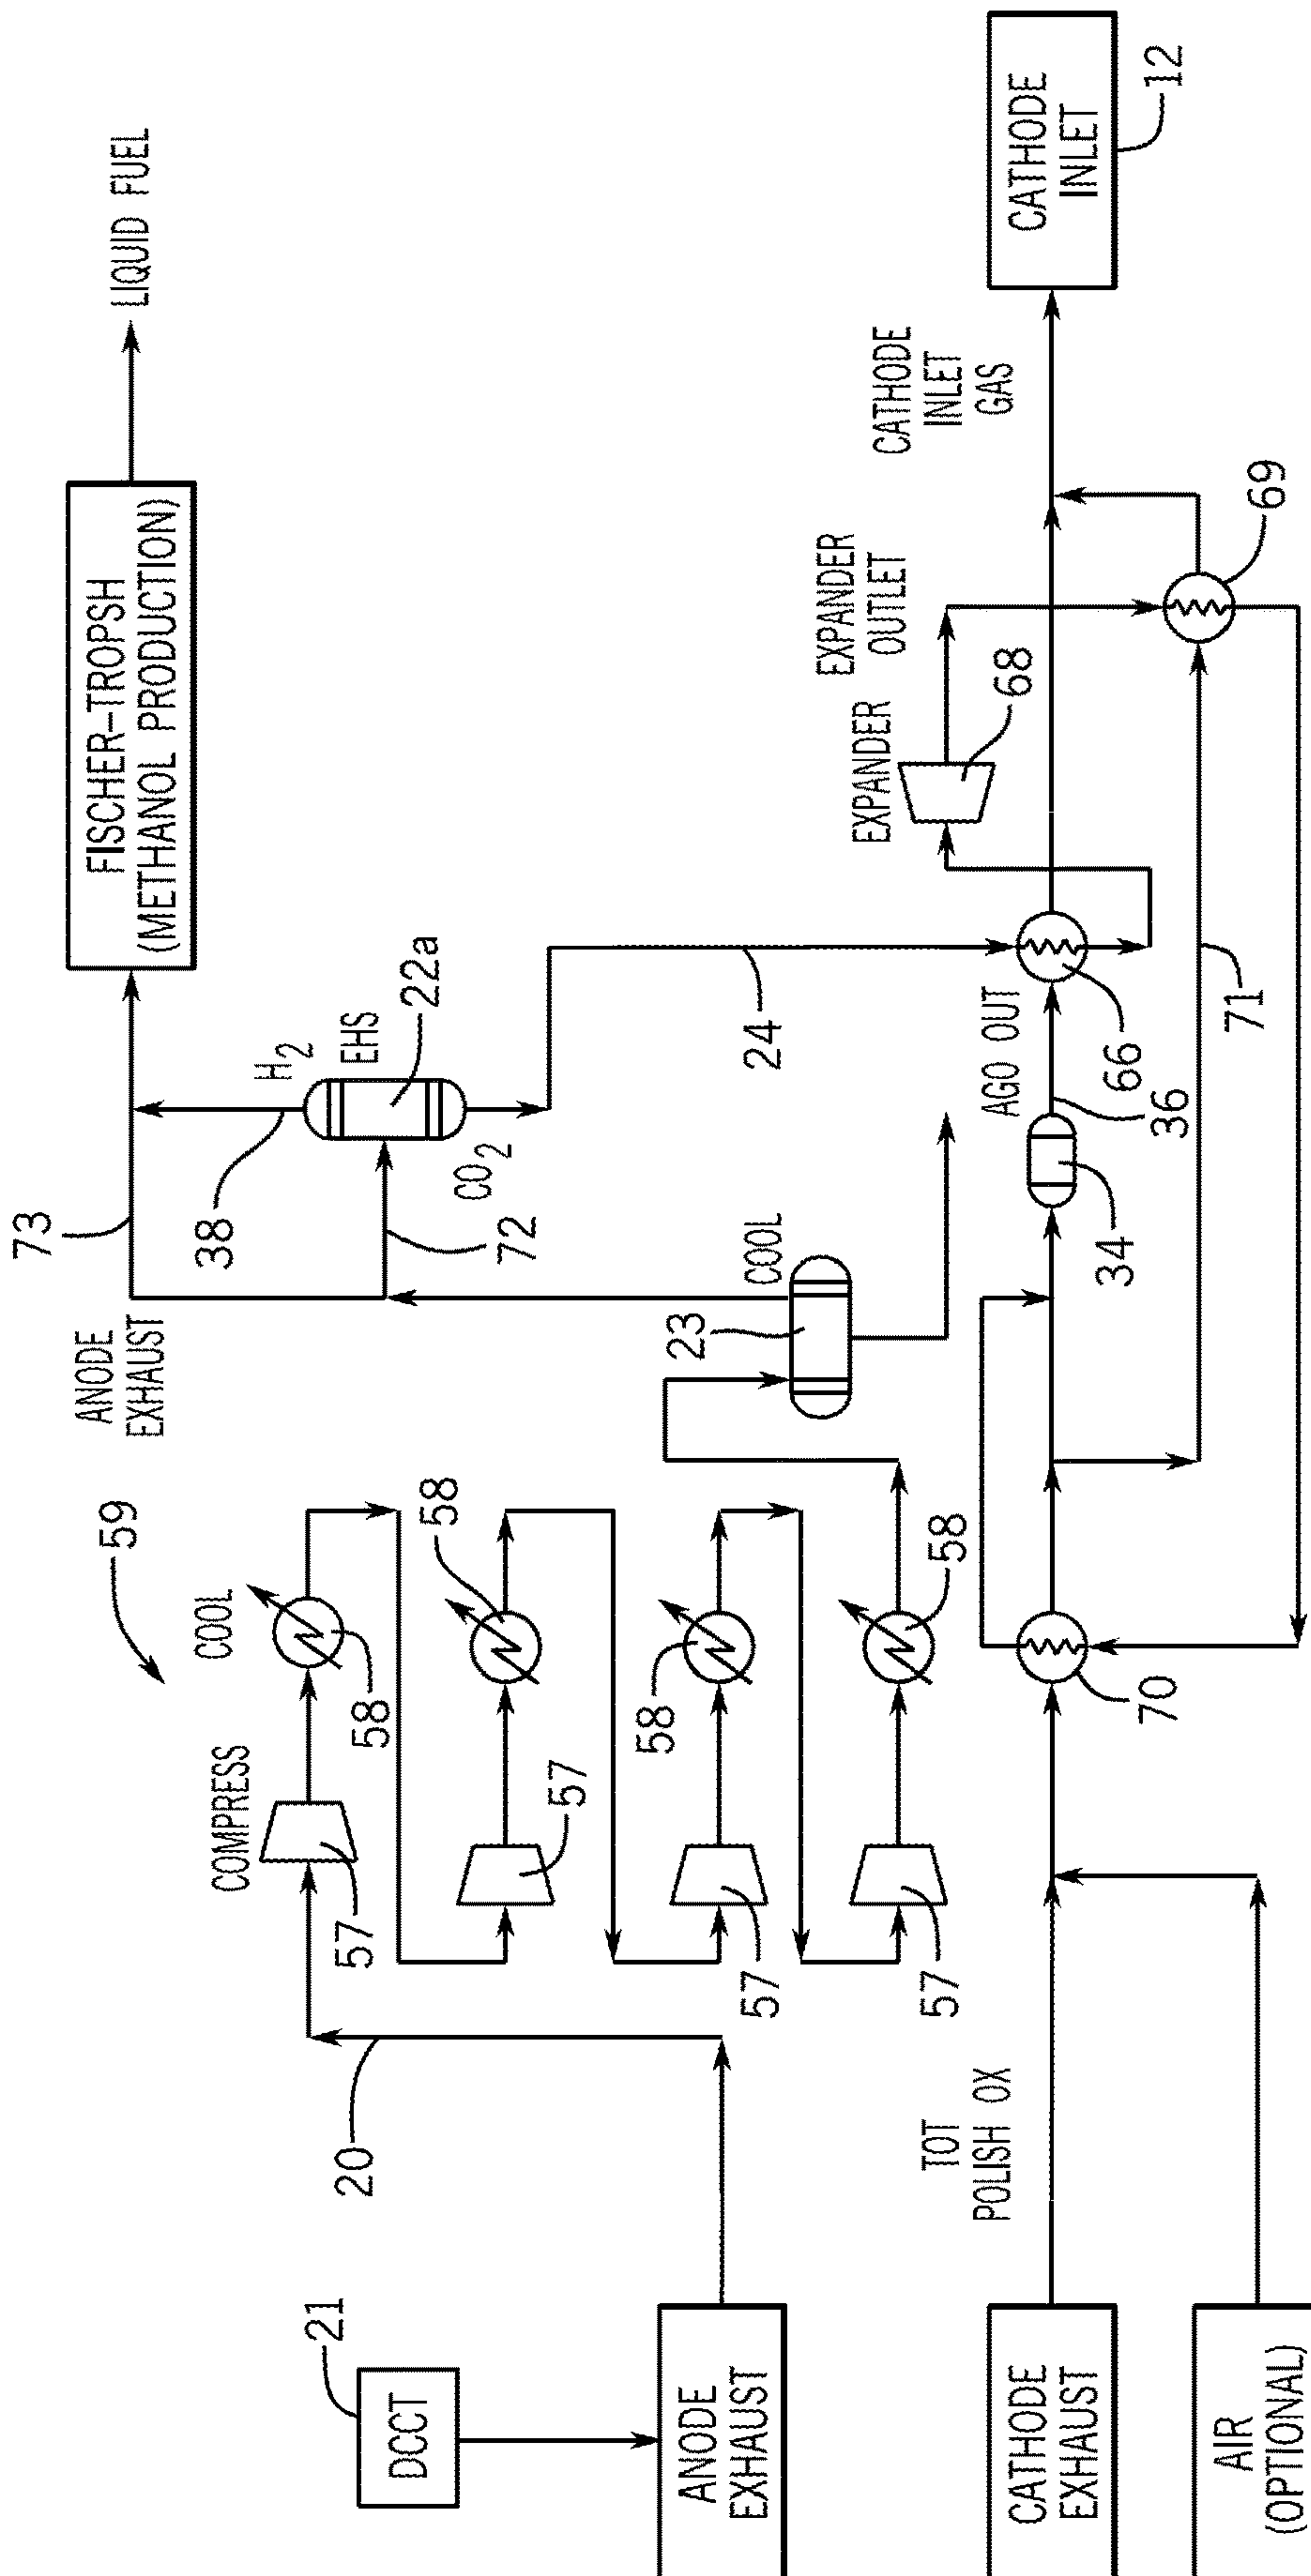 FISCHER-TROPSH
(METHANOL PRODUCTION)
LIQUID FUEL
73
ANODE
EXHAUST
H2
38
EHS
22a
72
CO2
24
59
COMPRESS
COOL
57
58
57
58
57
58
57
58
20
21
DCCT
ANODE
EXHAUST
23
COOL
EXPANDER
68
EXPANDER
OUTLET
CATHODE
INLET
GAS
CATHODE
INLET
12
CATHODE
EXHAUST
TOT
POLISH OX
70
34
36
AGO OUT
66
69
71
AIR
(OPTIONAL)